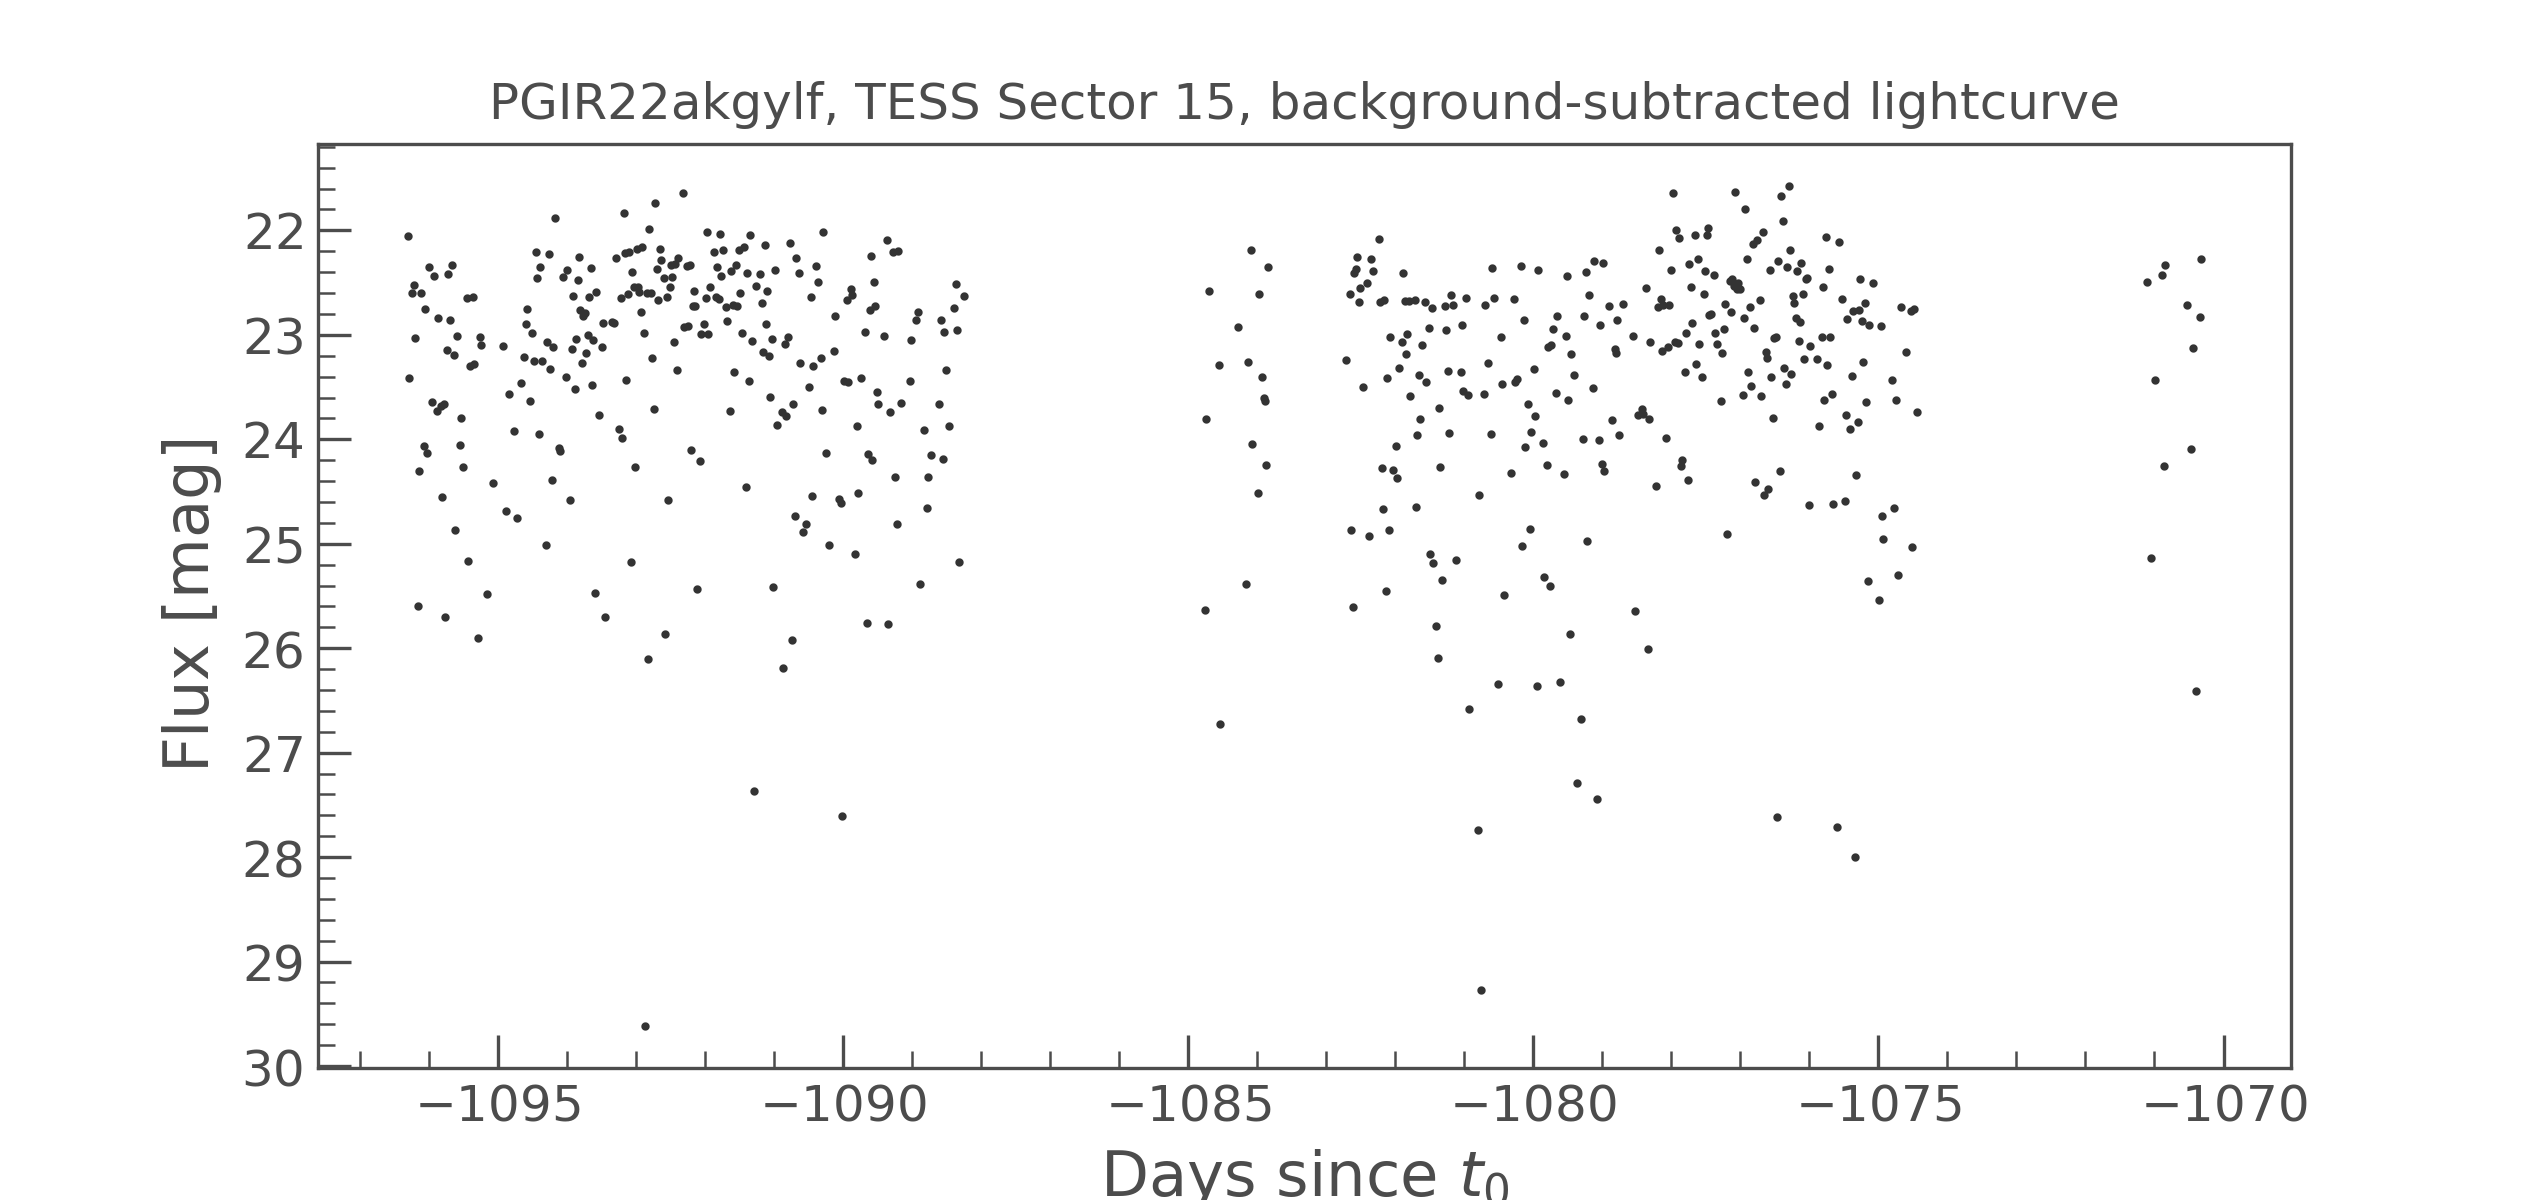 PGIR22akgylf, TESS Sector 15, background-subtracted lightcurve
Flux [mag]
22
23
24
25
26
27
28
29
30
−1095 −1090 −1085 −1080 −1075 −1070
Days since t0